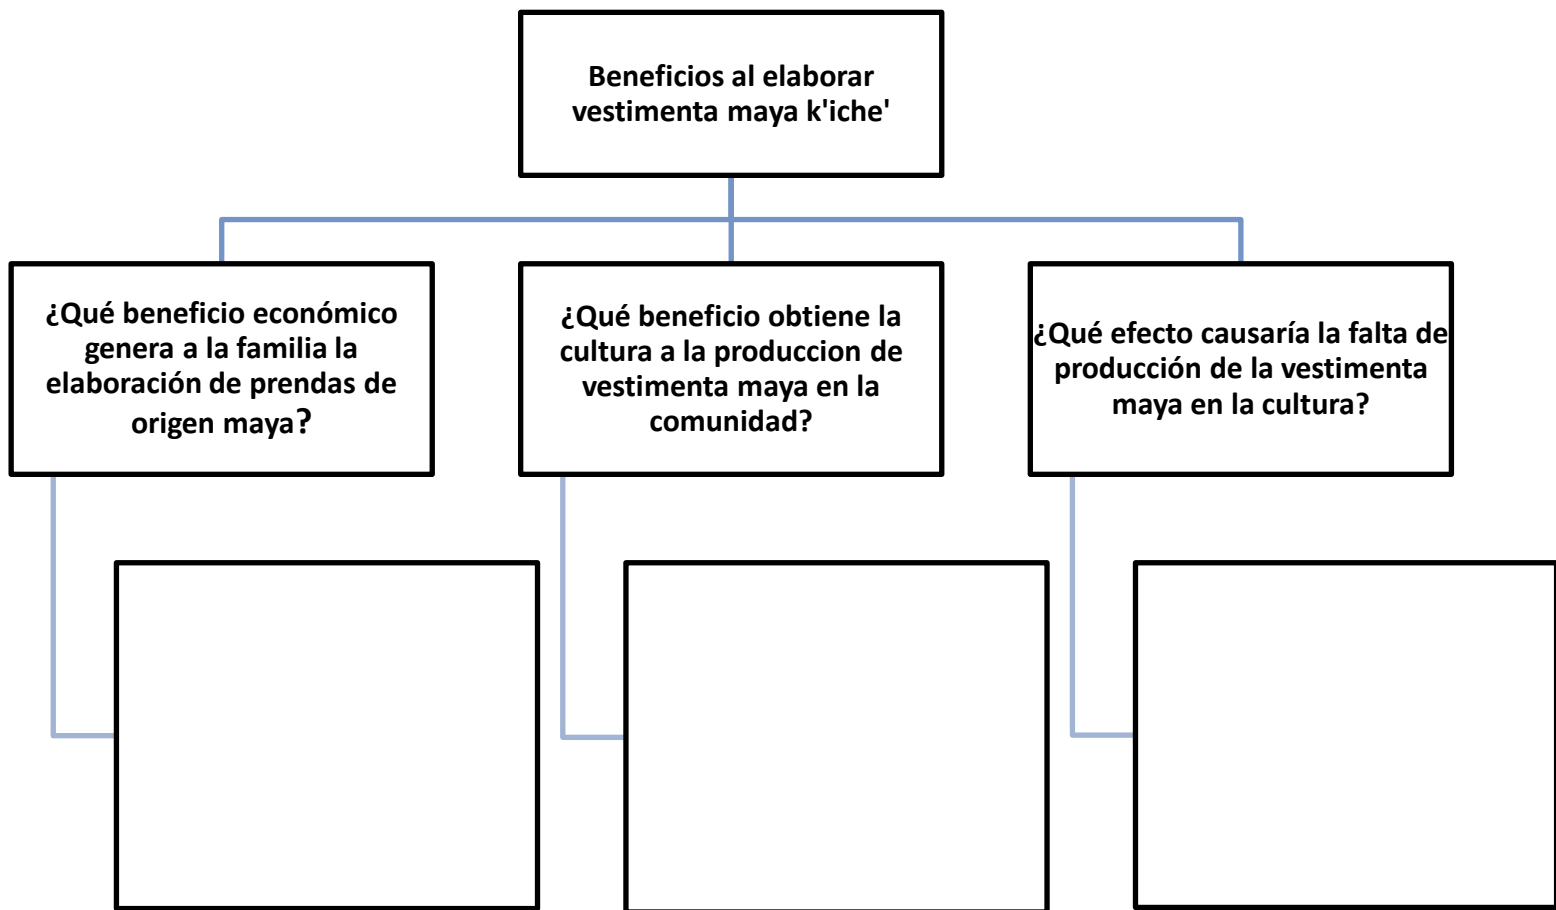 Beneficios al elaborar
vestimenta maya k'iche'
¿Qué beneficio económico
genera a la familia la
elaboración de prendas de
origen maya?
¿Qué beneficio obtiene la
cultura a la produccion de
vestimenta maya en la
comunidad?
¿Qué efecto causaría la falta de
producción de la vestimenta
maya en la cultura?